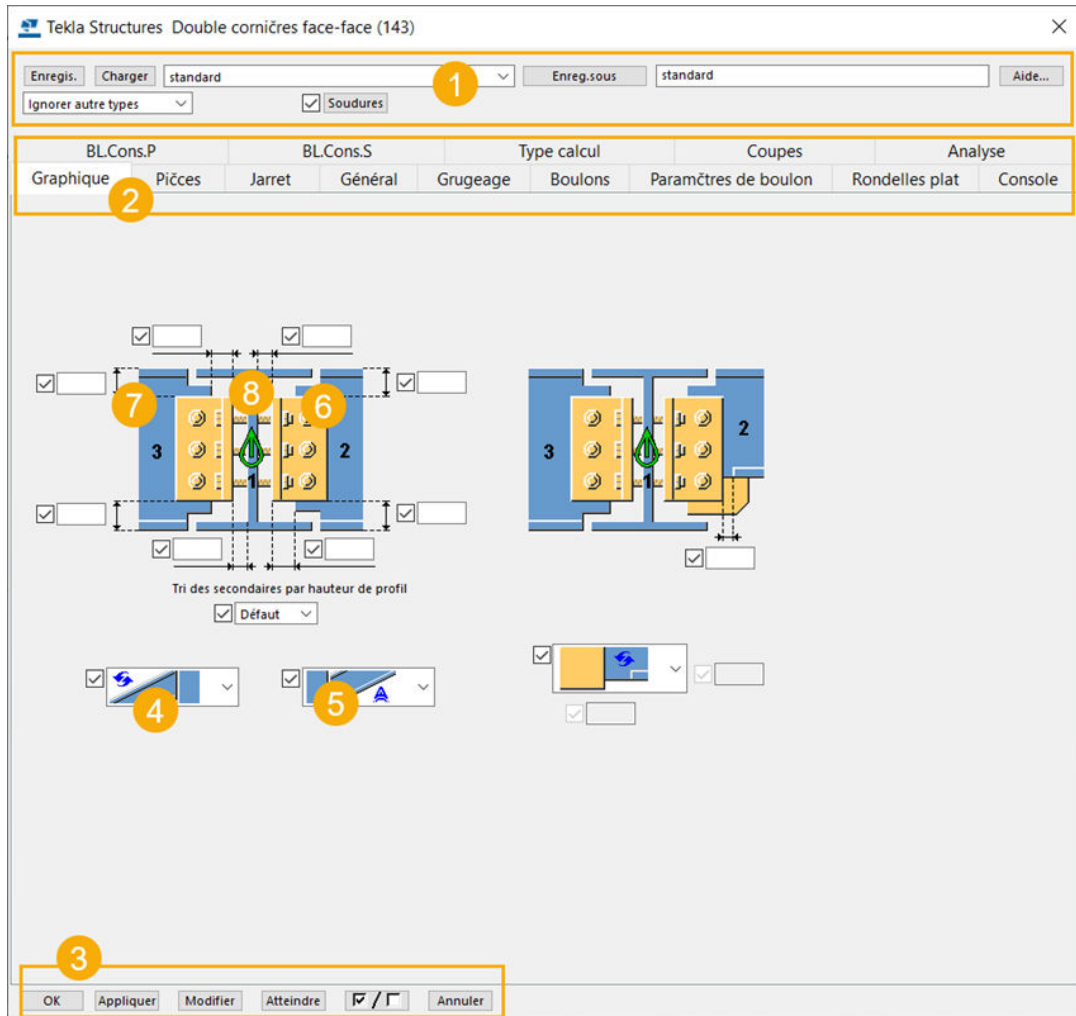 Tekla Structures Double corničres face-face (143)
Enregis. Charger standard Enreg.sous standard Aide...
1
Ignorer autre types Soudures
BL.Cons.P BL.Cons.S Type calcul Coupes Analyse
Graphique Pičces Jarret Général Grugeage Boulons Paramčtres de boulon Rondelles plat Console
2
7 8 6
3 1 2
3 1 2
Tri des secondaires par hauteur de profil
Défaut
4 5
3
OK Appliquer Modifier Atteindre / Annuler